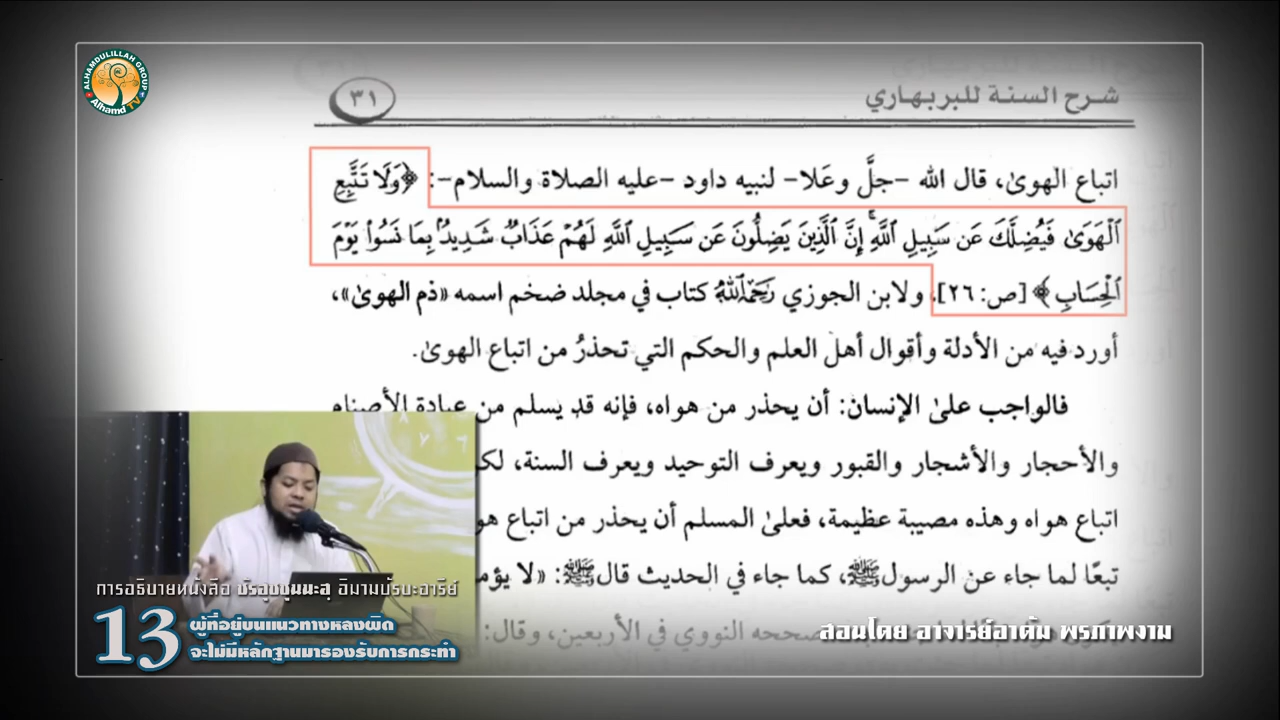 ALHAMDULILLAH GROUP
Alhamd TV
شرح السنة للبربهاري
٣١
اتباع الهوىٰ، قال الله -جلَّ وعَلا- لنبيه داود -عليه الصلاة والسلام-: ﴿وَلَا تَتَّبِعِ
ٱلْهَوَىٰ فَيُضِلَّكَ عَن سَبِيلِ ٱللَّهِ ۚ إِنَّ ٱلَّذِينَ يَضِلُّونَ عَن سَبِيلِ ٱللَّهِ لَهُمْ عَذَابٌ شَدِيدٌۢ بِمَا نَسُوا۟ يَوْمَ
ٱلْحِسَابِ﴾ [ص: ٢٦]، ولابن الجوزي رَحِمَهُ اللَّهُ كتاب في مجلد ضخم اسمه «ذم الهوىٰ»،
أورد فيه من الأدلة وأقوال أهل العلم والحكم التي تحذرُ من اتباع الهوىٰ.
فالواجب علىٰ الإنسان: أن يحذر من هواه، فإنه قد يسلم من عبادة الأصنام
والأحجار والأشجار والقبور ويعرف التوحيد ويعرف السنة،
اتباع هواه وهذه مصيبة عظيمة، فعلىٰ المسلم أن يحذر من اتباع
تبعًا لما جاء عن الرسول ﷺ، كما جاء في الحديث قال ﷺ: «لا
صححه النووي في الأربعين، وقال:
การอธิบายหนังสือ ชัรฮุซซุนนะฮฺ อิมามบัรบะฮารีย์
13 ผู้ที่อยู่บนแนวทางหลงผิด
จะไม่มีหลักฐานมารองรับการกระทำ
สอนโดย อาจารย์อาดัม พรภาพงาม